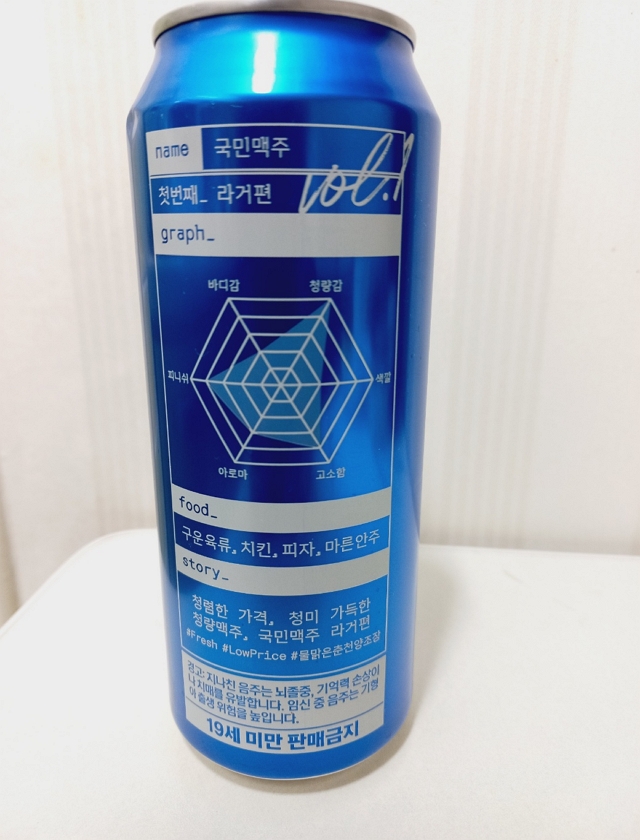 name 국민맥주
첫번째_ 라거편 vol.1
graph_
바디감 청량감
피니쉬 색깔
아로마 고소함
food_
구운육류, 치킨, 피자, 마른안주
story_
청렴한 가격, 청미 가득한
청량맥주, 국민맥주 라거편
#Fresh #LowPrice #물맑은춘천양조장
경고: 지나친 음주는 뇌졸중, 기억력 손상이
나 치매를 유발합니다. 임신 중 음주는 기형
아 출생 위험을 높입니다.
19세 미만 판매금지